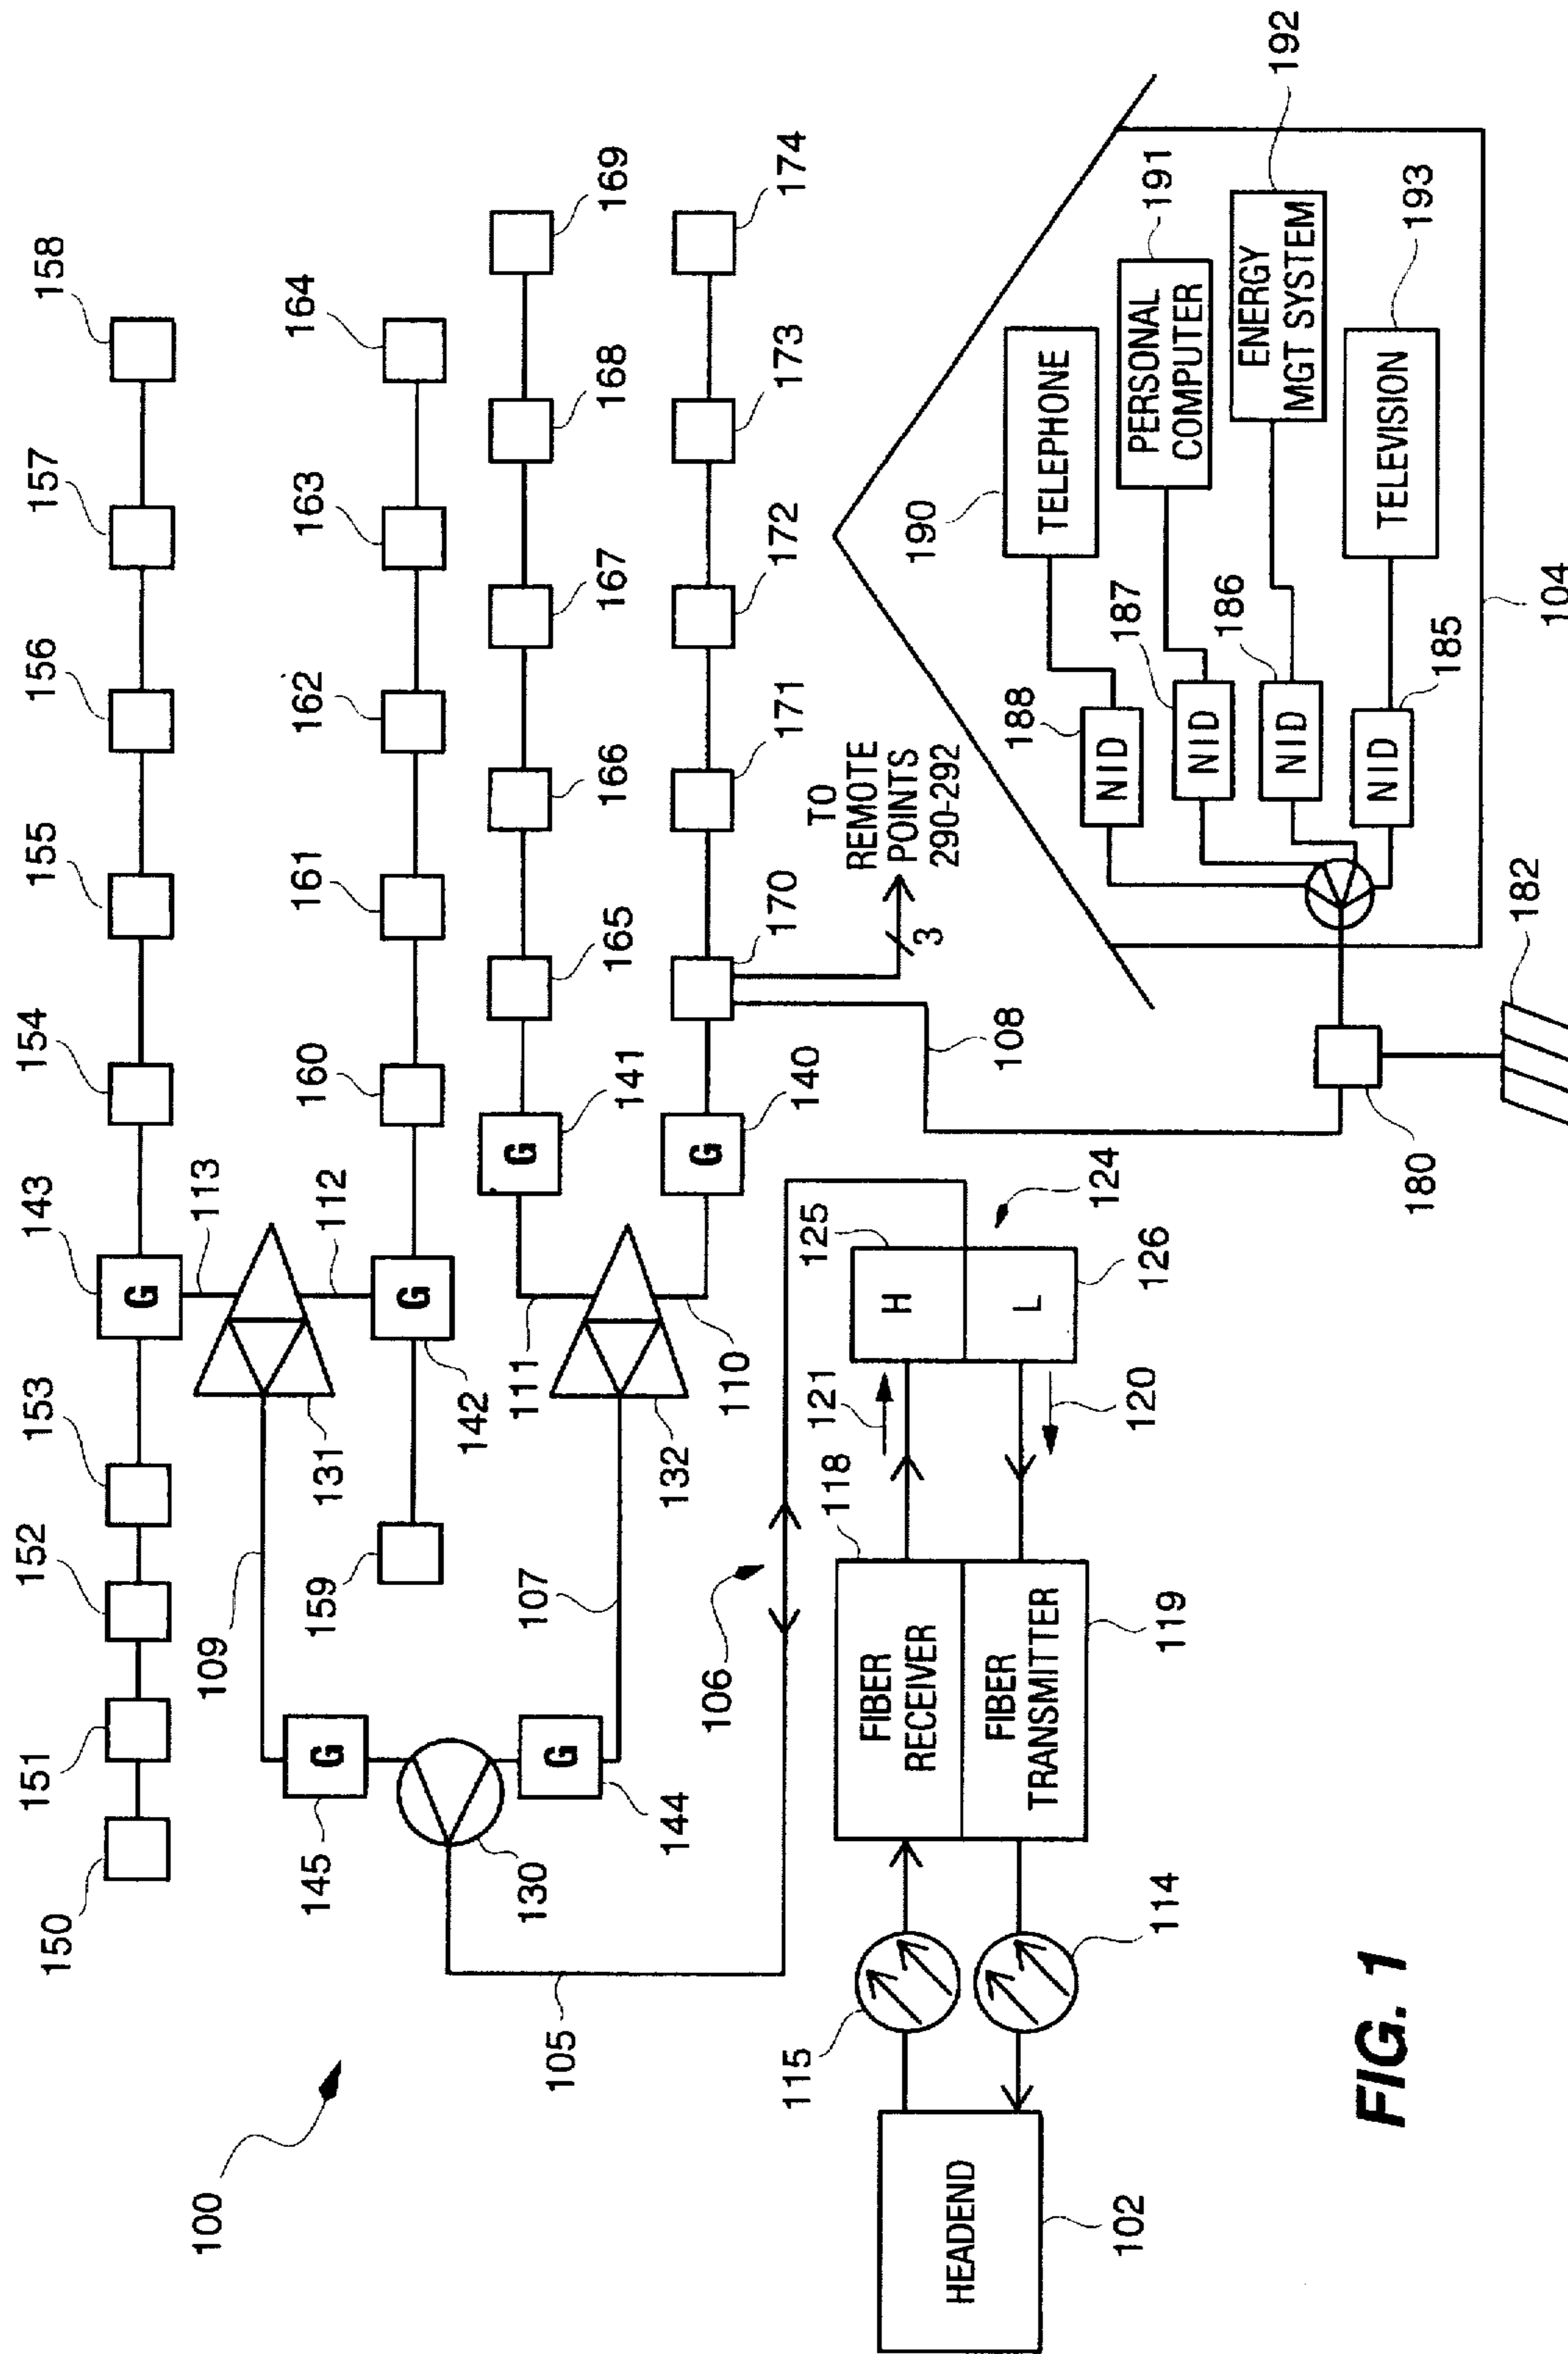 100
150
151
152
153
143
154
155
156
157
158
G
113
109
145
G
131
112
160
161
162
163
164
159
142
G
130
G
144
107
111
132
110
141
G
165
166
167
168
169
140
G
170
171
172
173
174
105
106
108
3
TO
REMOTE
POINTS
290-292
HEADEND
102
115
114
FIBER
RECEIVER
118
FIBER
TRANSMITTER
119
121
120
H
125
L
126
124
180
182
188
NID
187
NID
186
NID
185
NID
190
TELEPHONE
191
PERSONAL
COMPUTER
192
ENERGY
MGT SYSTEM
193
TELEVISION
104
FIG. 1